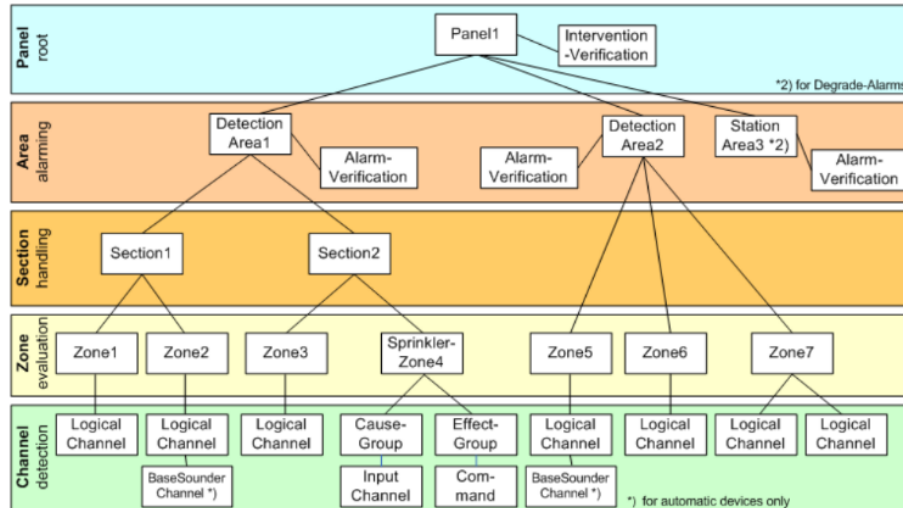 Panel
root
Panel1
Intervention
-Verification
*2) for Degrade-Alarms
Area
alarming
Detection
Area1
Alarm-
Verification
Alarm-
Verification
Detection
Area2
Station
Area3 *2)
Alarm-
Verification
Section
handling
Section1
Section2
Zone
evaluation
Zone1
Zone2
Zone3
Sprinkler-
Zone4
Zone5
Zone6
Zone7
Channel
detection
Logical
Channel
Logical
Channel
Logical
Channel
Cause-
Group
Effect-
Group
Logical
Channel
Logical
Channel
Logical
Channel
Logical
Channel
BaseSounder
Channel *)
Input
Channel
Com-
mand
BaseSounder
Channel *)
*) for automatic devices only